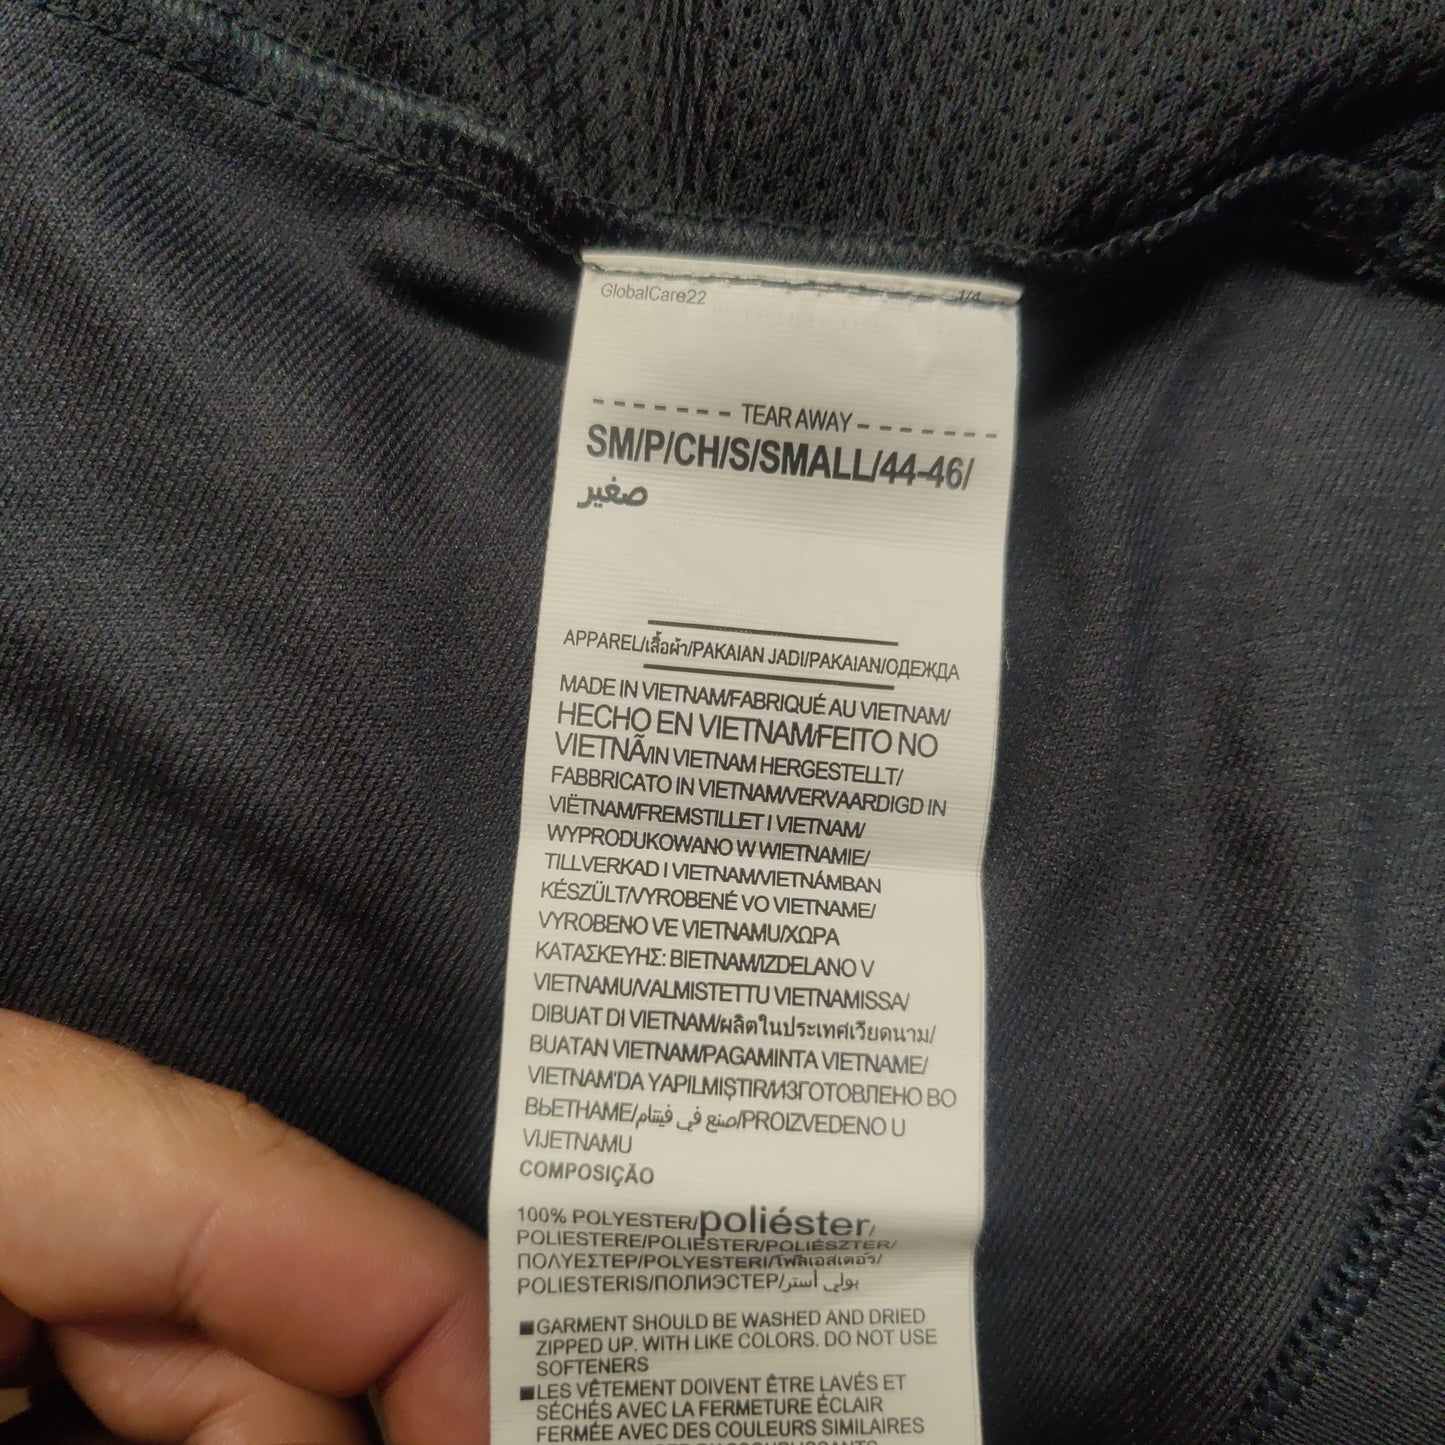 GlobalCare22 1/4
- - - - - - - TEAR AWAY - - - - - - -
SM/P/CH/S/SMALL/44-46/
صغير
APPAREL/เสื้อผ้า/PAKAIAN JADI/PAKAIAN/ОДЕЖДА
MADE IN VIETNAM/FABRIQUÉ AU VIETNAM/
HECHO EN VIETNAM/FEITO NO
VIETNÃ/IN VIETNAM HERGESTELLT/
FABBRICATO IN VIETNAM/VERVAARDIGD IN
VIËTNAM/FREMSTILLET I VIETNAM/
WYPRODUKOWANO W WIETNAMIE/
TILLVERKAD I VIETNAM/VIETNÁMBAN
KÉSZÜLT/VYROBENÉ VO VIETNAME/
VYROBENO VE VIETNAMU/ΧΩΡΑ
ΚΑΤΑΣΚΕΥΗΣ: ΒΙΕΤΝΑΜ/IZDELANO V
VIETNAMU/VALMISTETTU VIETNAMISSA/
DIBUAT DI VIETNAM/ผลิตในประเทศเวียดนาม/
BUATAN VIETNAM/PAGAMINTA VIETNAME/
VIETNAM'DA YAPILMIŞTIR/ИЗГОТОВЛЕНО ВО
ВЬЕТНАМЕ/صنع في فيتنام/PROIZVEDENO U
VIJETNAMU
COMPOSIÇÃO
100% POLYESTER/poliéster/
POLIESTERE/POLIESTER/POLIÉSZTER/
ΠΟΛΥΕΣΤΕΡ/POLYESTERI/โพลีเอสเตอร์/
POLIESTERIS/ПОЛИЭСТЕР/بولي أستر
■GARMENT SHOULD BE WASHED AND DRIED
ZIPPED UP. WITH LIKE COLORS. DO NOT USE
SOFTENERS
■LES VÊTEMENT DOIVENT ÊTRE LAVÉS ET
SÉCHÉS AVEC LA FERMETURE ÉCLAIR
FERMÉE AVEC DES COULEURS SIMILAIRES